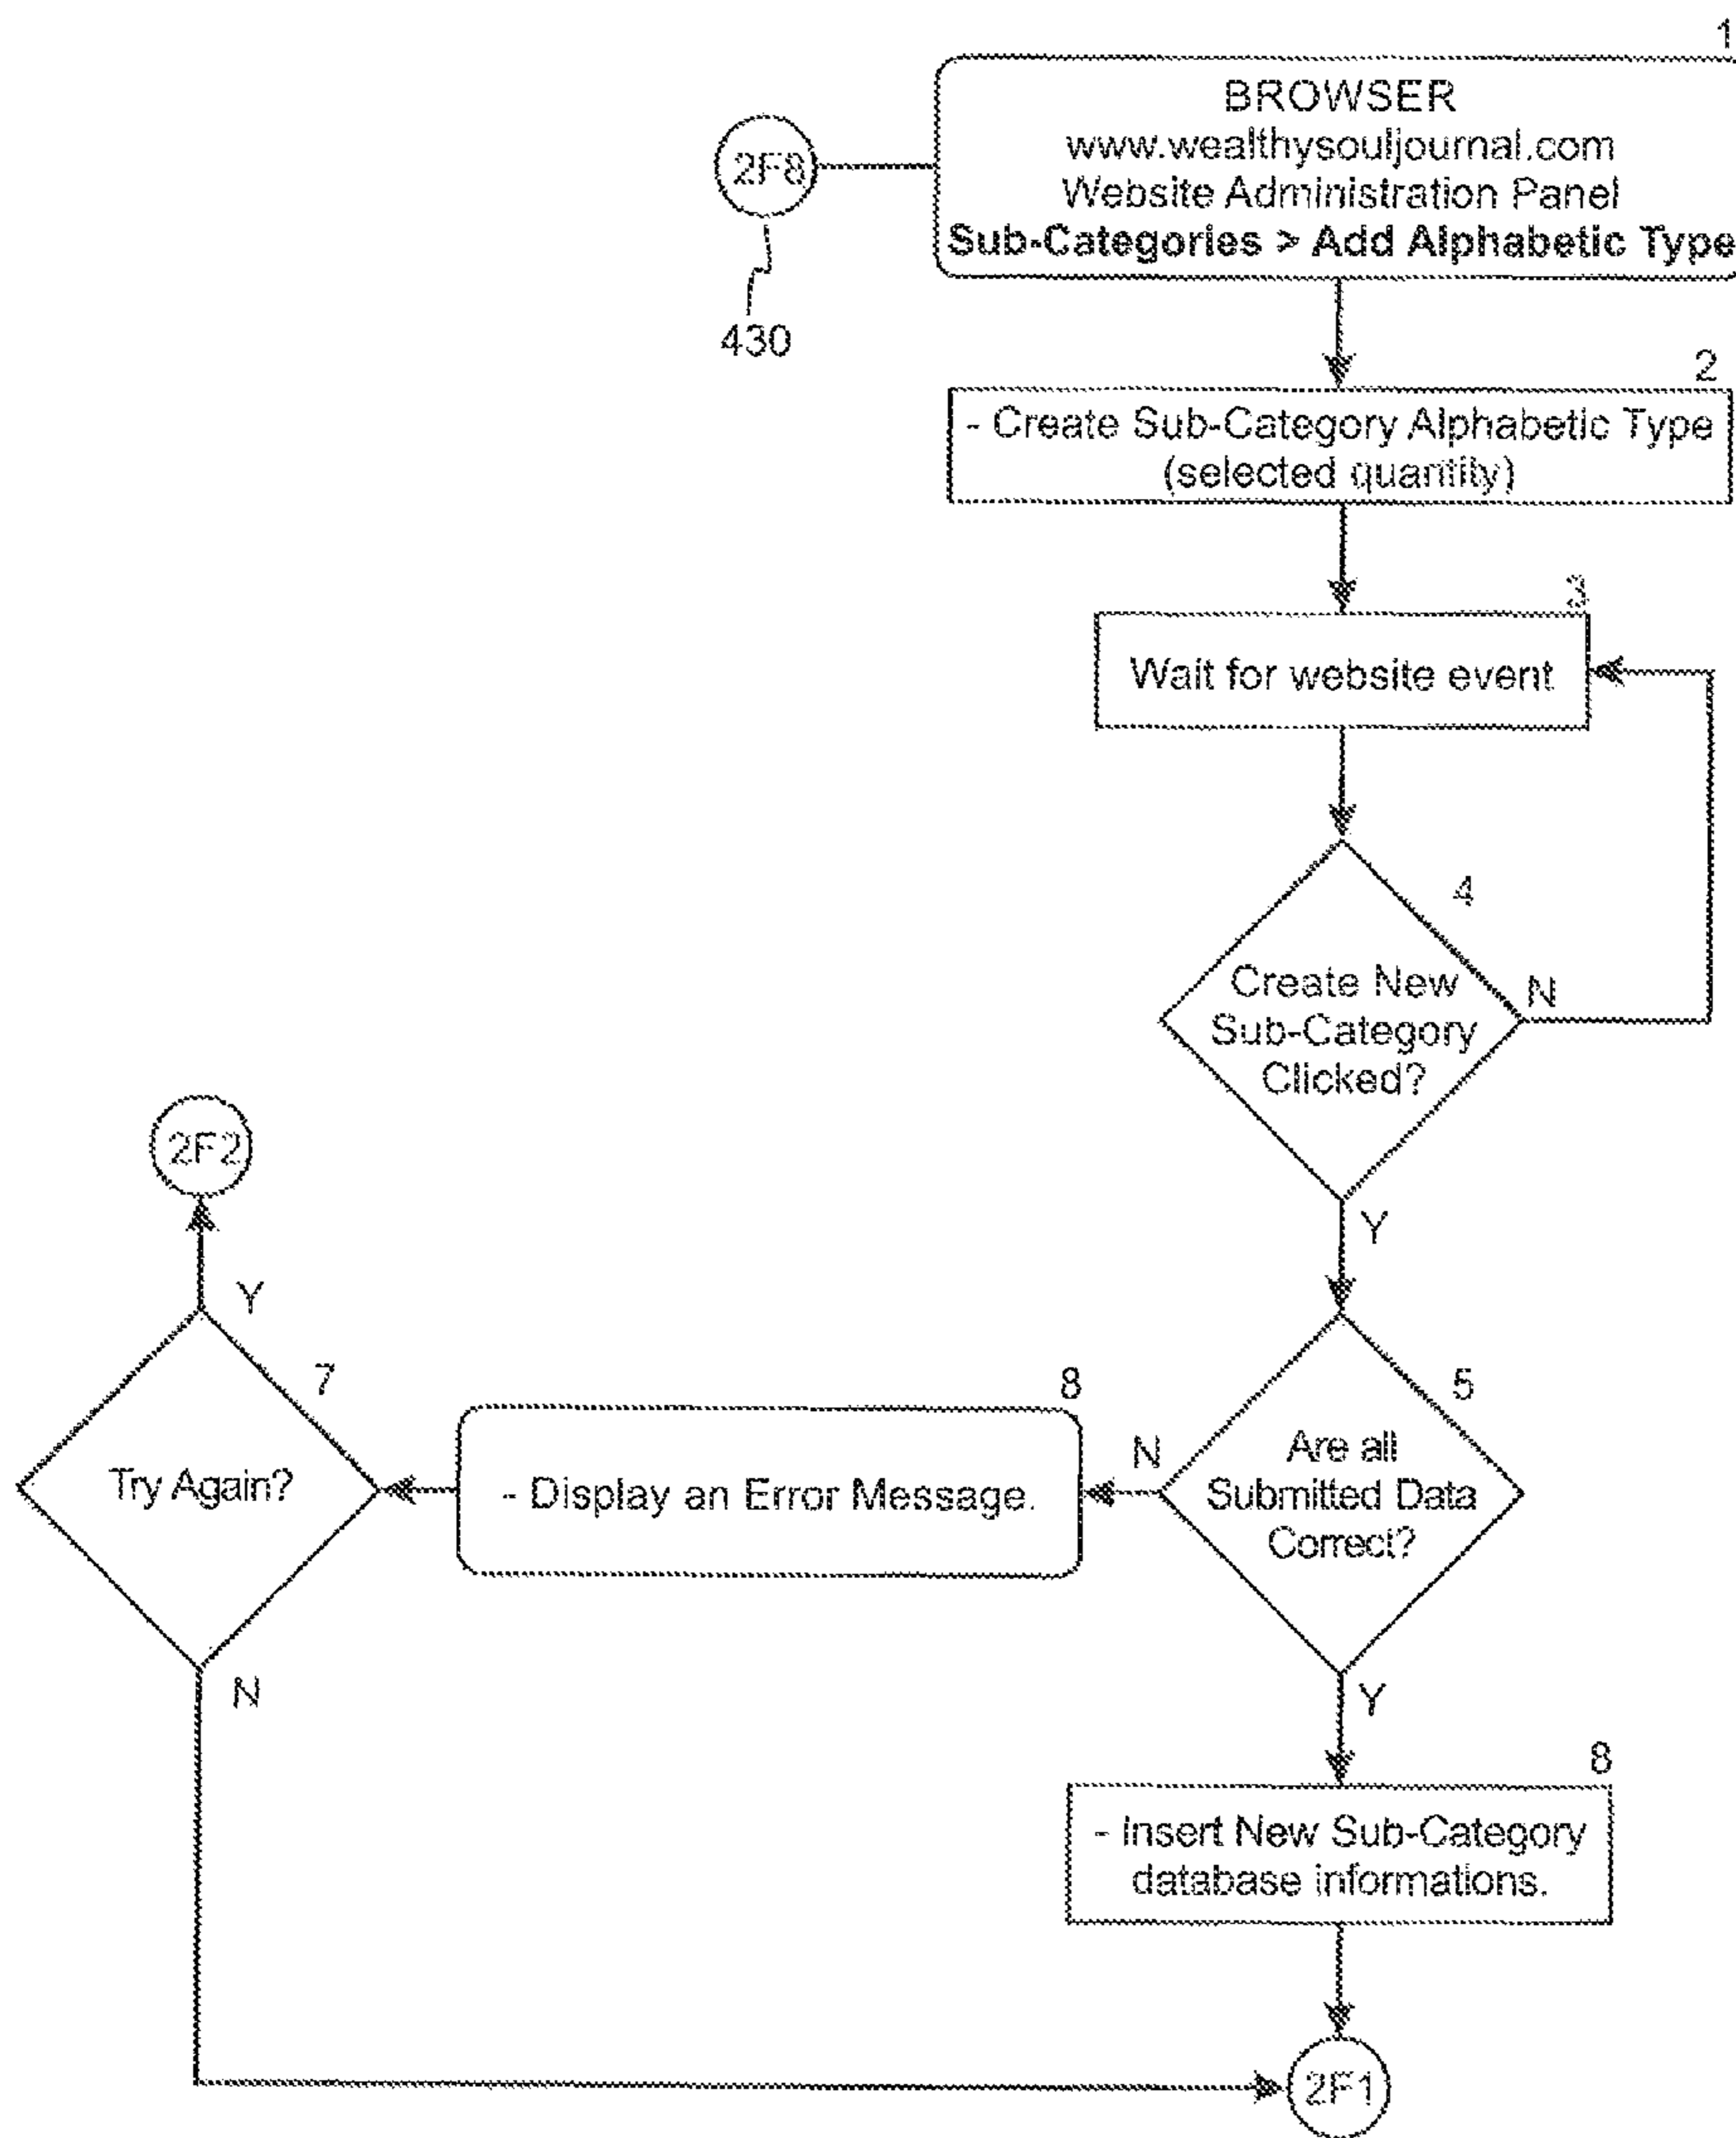 1
BROWSER
www.wealthysouljournal.com
Website Administration Panel
Sub-Categories > Add Alphabetic Type
2F8
430
2
- Create Sub-Category Alphabetic Type
(selected quantity)
3
Wait for website event
4
Create New
Sub-Category
Clicked?
N
Y
2F2
Y
7
Try Again?
N
8
- Display an Error Message.
N
5
Are all
Submitted Data
Correct?
Y
8
- Insert New Sub-Category
database informations.
2F1